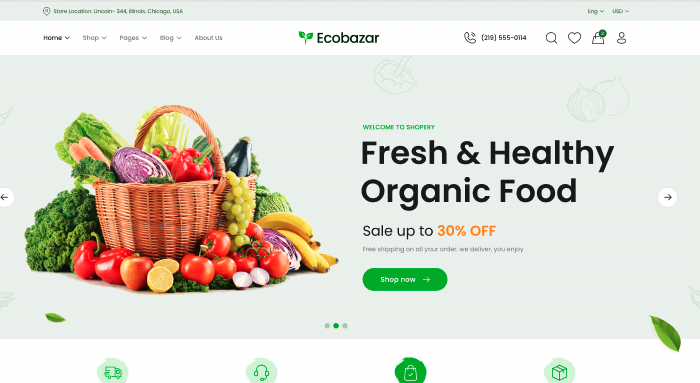 Store Location: Lincoln- 344, Illinois, Chicago, USA
Eng
USD
Home
Shop
Pages
Blog
About Us
Ecobazar
(219) 555-0114
2
WELCOME TO SHOPERY
Fresh & Healthy
Organic Food
Sale up to 30% OFF
Free shipping on all your order. we deliver, you enjoy
Shop now